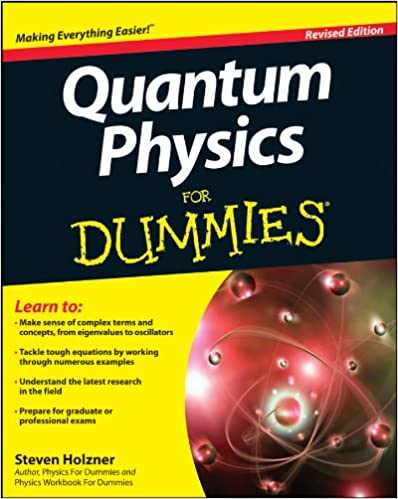 Making Everything Easier!™
Revised Edition
Quantum
Physics
FOR
DUMMIES®
Learn to:
• Make sense of complex terms and
concepts, from eigenvalues to oscillators
• Tackle tough equations by working
through numerous examples
• Understand the latest research
in the field
• Prepare for graduate or
professional exams
Steven Holzner
Author, Physics For Dummies and
Physics Workbook For Dummies